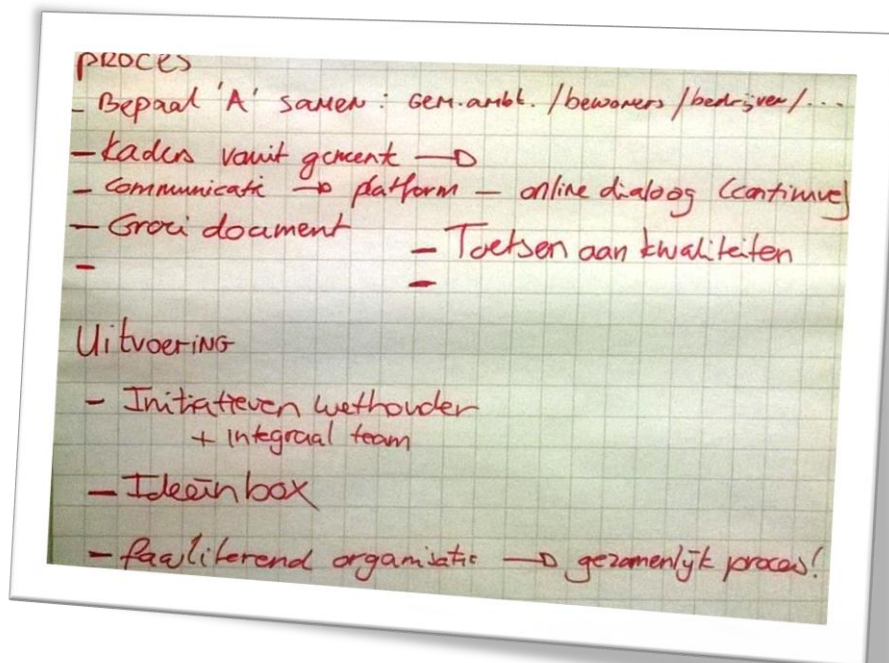 PROCES
- Bepaal 'A' samen : Gem. ambt. / bewoners / bedrijven / ...
- Kaders vanuit gemeent →
- Communicatie → platform - online dialoog (continue)
- Groei document
- Toetsen aan kwaliteiten
-
-
Uitvoering
- Initiatieven wethouder
+ integraal team
- Ideeën box
- faciliterend organisatie → gezamenlijk proces!